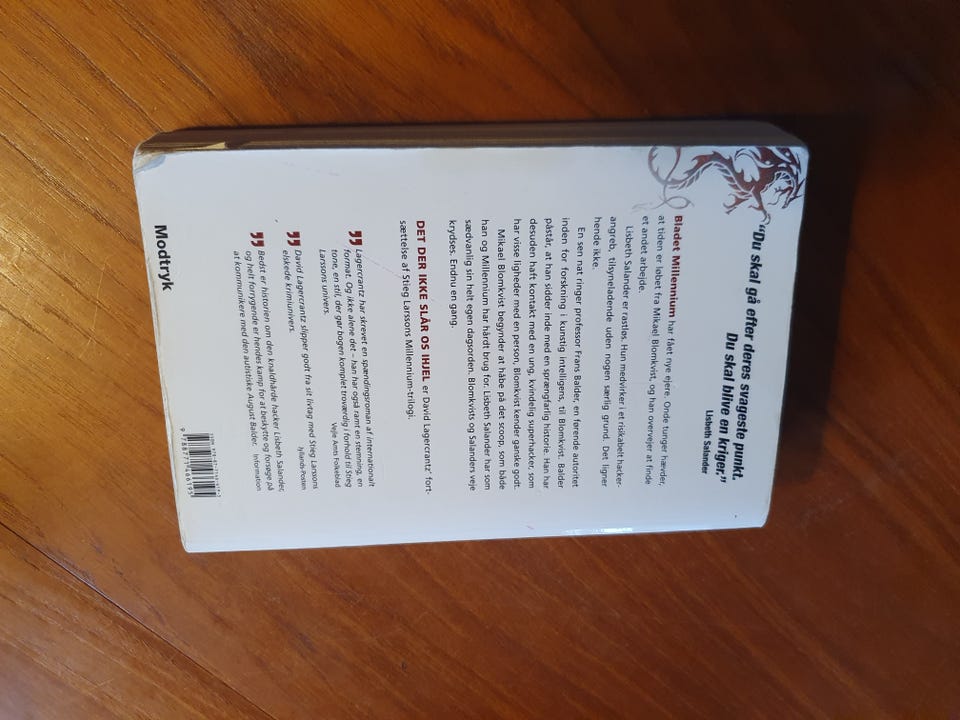 “Du skal gå efter deres svageste punkt.
Du skal blive en kriger.”
Lisbeth Salander
Bladet Millennium har fået nye ejere. Onde tunger hævder,
at tiden er løbet fra Mikael Blomkvist, og han overvejer at finde
et andet arbejde.
Lisbeth Salander er rastløs. Hun medvirker i et risikabelt hacker-
angreb, tilsyneladende uden nogen særlig grund. Det ligner
hende ikke.
En sen nat ringer professor Frans Balder, en førende autoritet
inden for forskning i kunstig intelligens, til Blomkvist. Balder
påstår, at han sidder inde med en sprængfarlig historie. Han har
desuden haft kontakt med en ung, kvindelig superhacker, som
har visse ligheder med en person, Blomkvist kender ganske godt.
Mikael Blomkvist begynder at håbe på det scoop, som både
han og Millennium har hårdt brug for. Lisbeth Salander har som
sædvanlig sin helt egen dagsorden. Blomkvists og Salanders veje
krydses. Endnu en gang.
DET DER IKKE SLÅR OS IHJEL er David Lagercrantz’ fort-
sættelse af Stieg Larssons Millennium-trilogi.
Lagercrantz har skrevet en spændingsroman af internationalt
format. Og ikke alene det – han har også ramt en stemning, en
tone, en stil, der gør bogen komplet troværdig i forhold til Stieg
Larssons univers. Vejle Amts Folkeblad
David Lagercrantz slipper godt fra sit livtag med Stieg Larssons
elskede krimiunivers. Jyllands-Posten
Bedst er historien om den knaldhårde hacker Lisbeth Salander,
og helt forrygende er hendes kamp for at beskytte og forsøge på
at kommunikere med den autistiske August Balder. Information
Modtryk